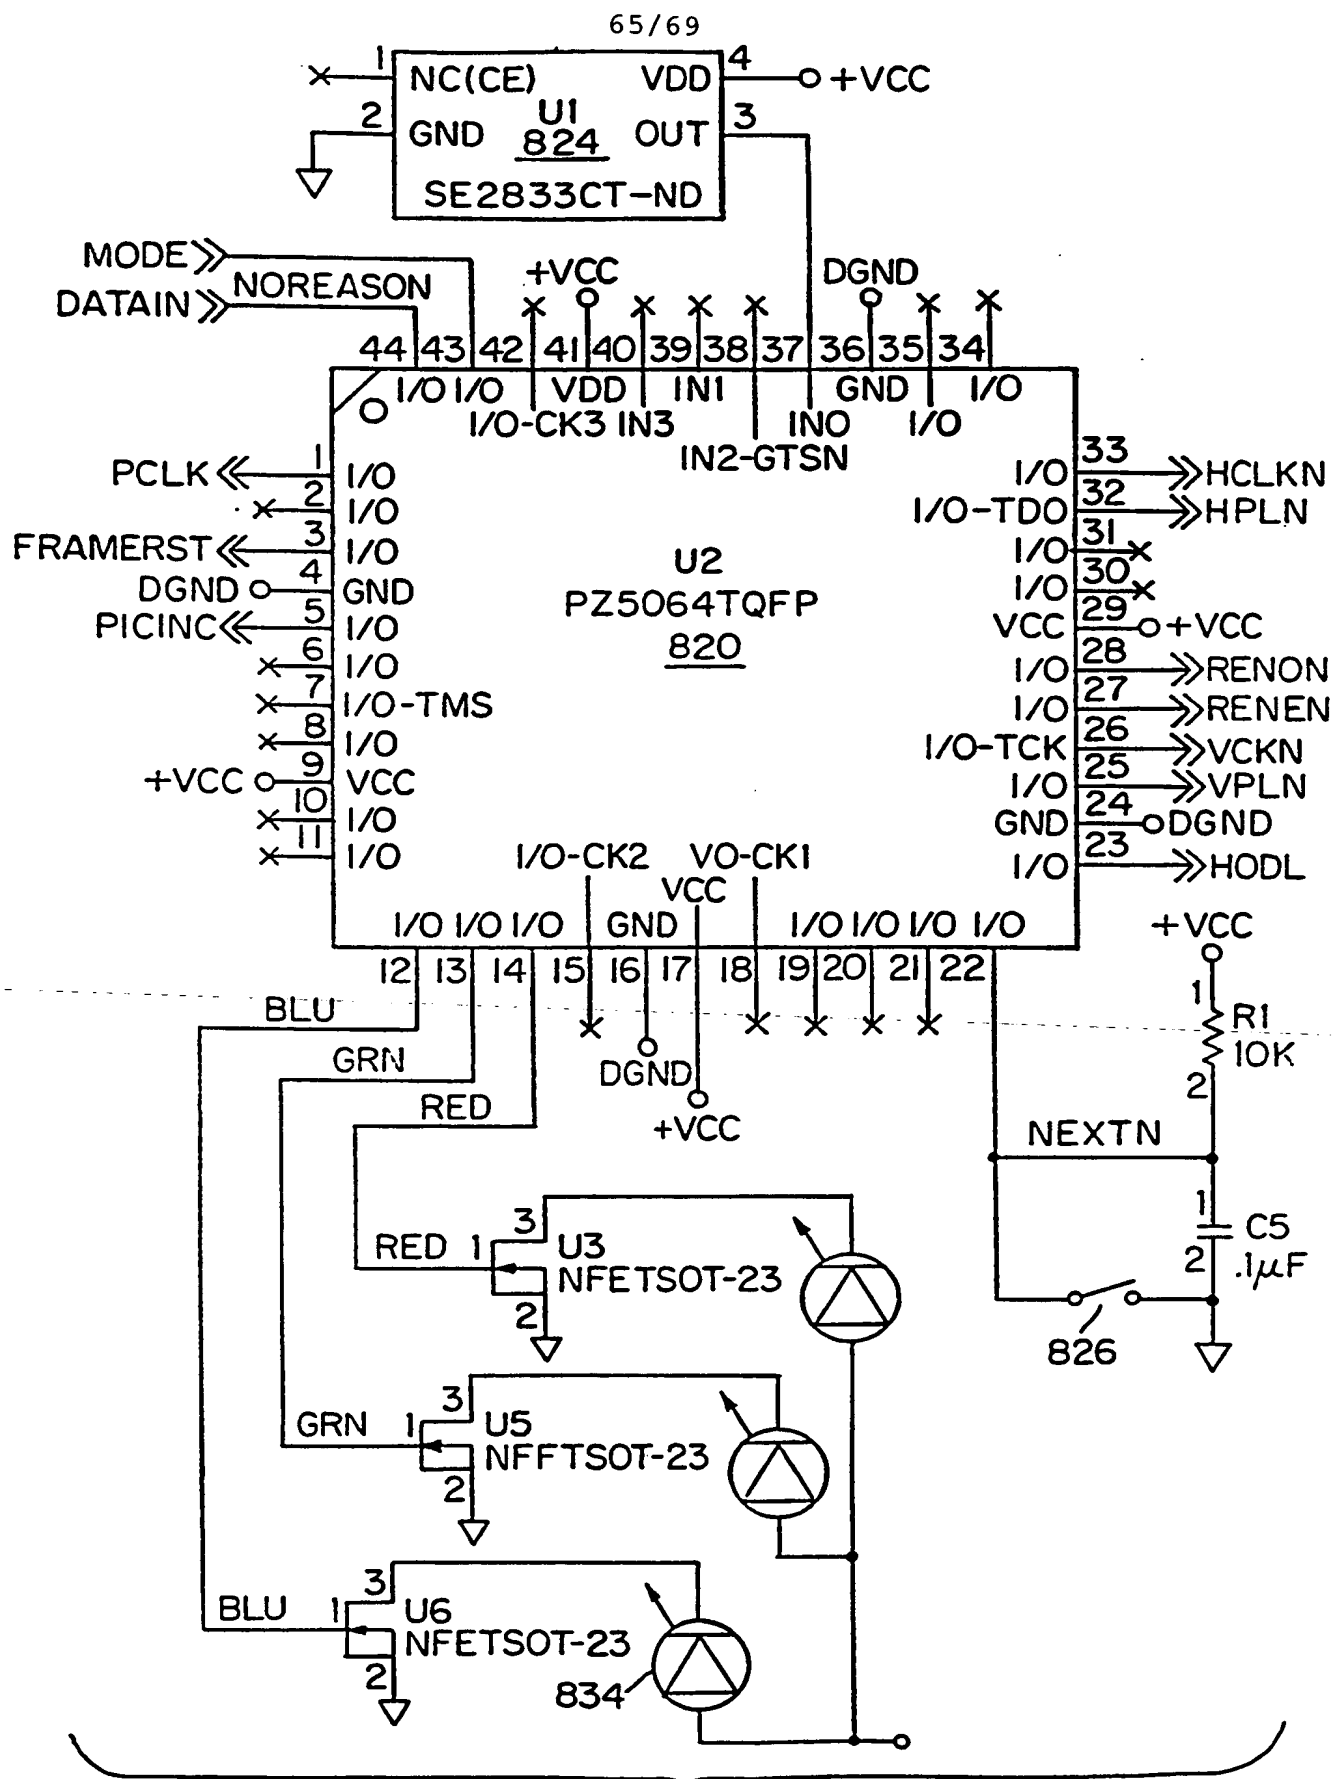 65/69
1 NC(CE) VDD 4 +VCC
2 GND U1 OUT 3
824
SE2833CT-ND
MODE
NOREASON +VCC DGND
DATAIN
44 43 42 41 40 39 38 37 36 35 34
I/O I/O VDD IN1 GND I/O
I/O-CK3 IN3 INO I/O
IN2-GTSN
PCLK 1 I/O
2 I/O
FRAMERST 3 I/O
DGND 4 GND
PICINC 5 I/O
6 I/O
7 I/O-TMS
8 I/O
+VCC 9 VCC
10 I/O
11 I/O
U2
PZ5064TQFP
820
I/O 33 HCLKN
I/O-TDO 32 HPLN
I/O 31
I/O 30
VCC 29 +VCC
I/O 28 RENON
I/O 27 RENEN
I/O-TCK 26 VCKN
I/O 25 VPLN
GND 24 DGND
I/O 23 HODL
I/O-CK2 VO-CK1
VCC
I/O I/O I/O GND I/O I/O I/O I/O
12 13 14 15 16 17 18 19 20 21 22
+VCC
BLU
GRN
RED
DGND
+VCC
1 R1
10K
2
NEXTN
1 C5
2 .1µF
826
RED 1 3 U3
NFETSOT-23
2
GRN 1 3 U5
NFFTSOT-23
2
BLU 1 3 U6
NFETSOT-23
2
834